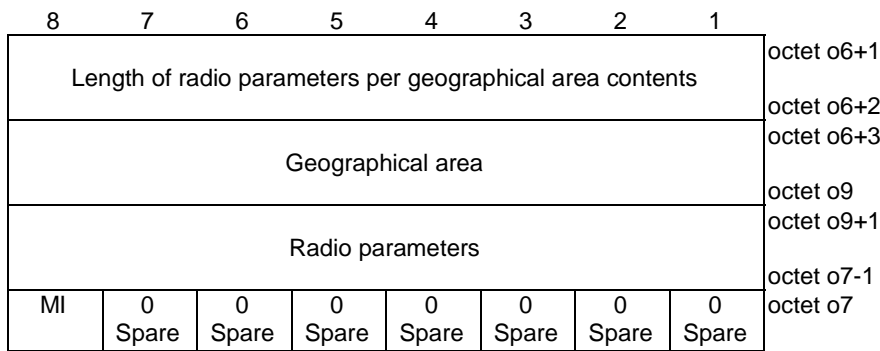 8 7 6 5 4 3 2 1
octet o6+1
Length of radio parameters per geographical area contents
octet o6+2
octet o6+3
Geographical area
octet o9
octet o9+1
Radio parameters
octet o7-1
MI 0 0 0 0 0 0 0 octet o7
Spare Spare Spare Spare Spare Spare Spare